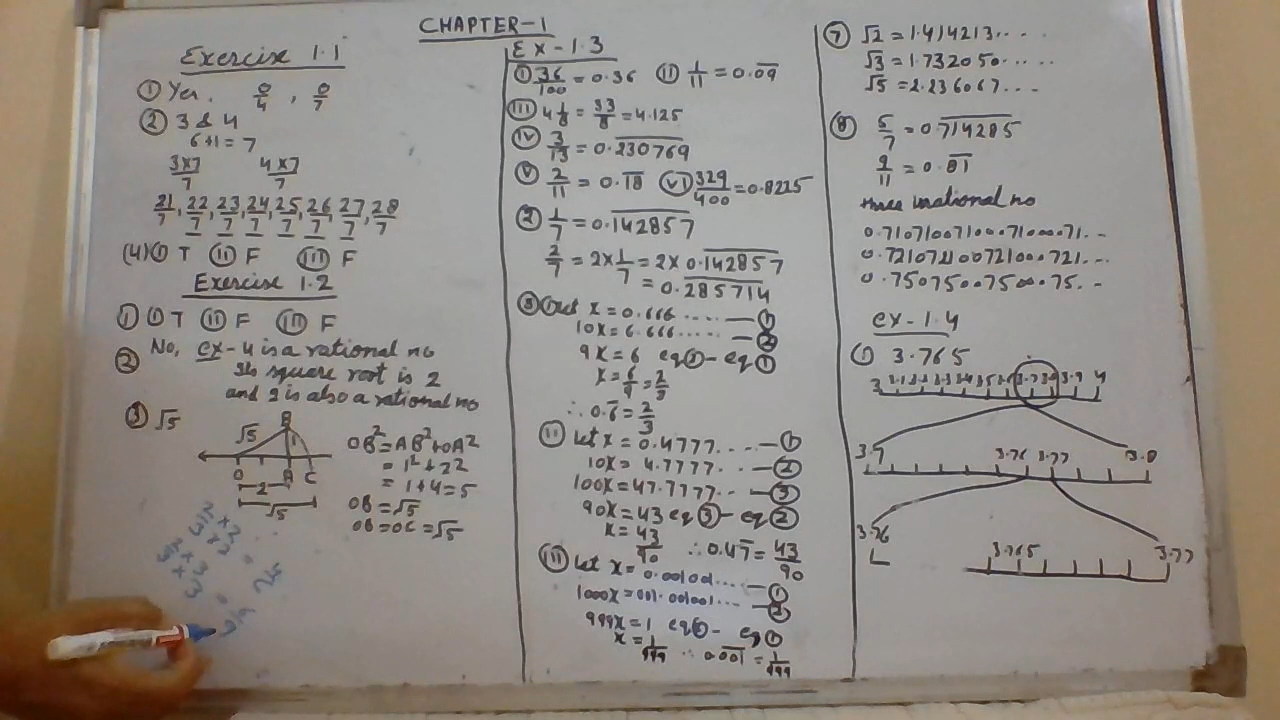 CHAPTER-1
Exercise 1.1
① Yes. 0/4 , 0/7
② 3 & 4
6+1=7
3×7/7 4×7/7
21/7, 22/7, 23/7, 24/7, 25/7, 26/7, 27/7, 28/7
(4) ① T ⓘⓘ F ⓘⓘⓘ F
Exercise 1.2
① ① T ⓘⓘ F ⓘⓘⓘ F
② No, ex-4 is a rational no
Its square root is 2
and 2 is also a rational no
③ √5
√5 B 1
O A C
2
√5
OB²=AB²+OA²
=1²+2²
=1+4=5
OB=√5
OB=OC=√5
EX-1.3
① 36/100=0.36 ⓘⓘ 1/11=0.0̅9̅
ⓘⓘⓘ 4 1/8=33/8=4.125
ⓘⓥ 3/13=0.2̅3̅0̅7̅6̅9̅
ⓥ 2/11=0.1̅8̅ ⓥⓘ 329/400=0.8225
② 1/7=0.1̅4̅2̅8̅5̅7̅
2/7=2×1/7=2×0.1̅4̅2̅8̅5̅7̅
=0.2̅8̅5̅7̅1̅4̅
③ ① let x=0.666.... — ①
10x=6.666..... — ②
9x=6 eq②- eq①
x=6/9=2/3
∴0.6̅=2/3
ⓘⓘ let x=0.4777.... — ①
10x=4.7777.... — ②
100x=47.7777.. — ③
90x=43 eq③- eq②
x=43/90 ∴0.47̅=43/90
ⓘⓘⓘ let x=0.001001.... — ①
1000x=001.001001... — ②
999x=1 eq②- eq①
x=1/999 ∴0.0̅0̅1̅=1/999
⑦ √2=1.414213....
√3=1.732050......
√5=2.236067....
⑧ 5/7=0.7̅1̅4̅2̅8̅5̅
9/11=0.8̅1̅
three irrational no
0.71071007100071000071...
0.75075007500075...
ex-1.4
① 3.765
3 3.9 4
3.7 3.76 3.77 3.8
3.76 3.765 3.77